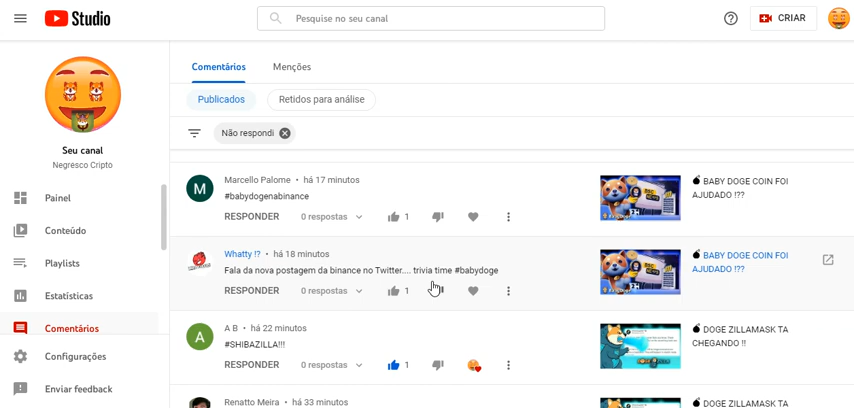 Studio
Pesquise no seu canal
CRIAR
Comentários
Menções
Publicados
Retidos para análise
Não respondi
Seu canal
Negresco Cripto
Painel
Conteúdo
Playlists
Estatísticas
Comentários
Configurações
Enviar feedback
M
Marcello Palome • há 17 minutos
#babydogenabinance
RESPONDER 0 respostas 1
BABY DOGE COIN FOI
AJUDADO !??
Whatty !? • há 18 minutos
Fala da nova postagem da binance no Twitter.... trivia time #babydoge
RESPONDER 0 respostas 1
BABY DOGE COIN FOI
AJUDADO !??
A
A B • há 22 minutos
#SHIBAZILLA!!!
RESPONDER 0 respostas 1
DOGE ZILLAMASK TA
CHEGANDO !!
Renatto Meira • há 33 minutos
DOGE ZILLAMASK TA